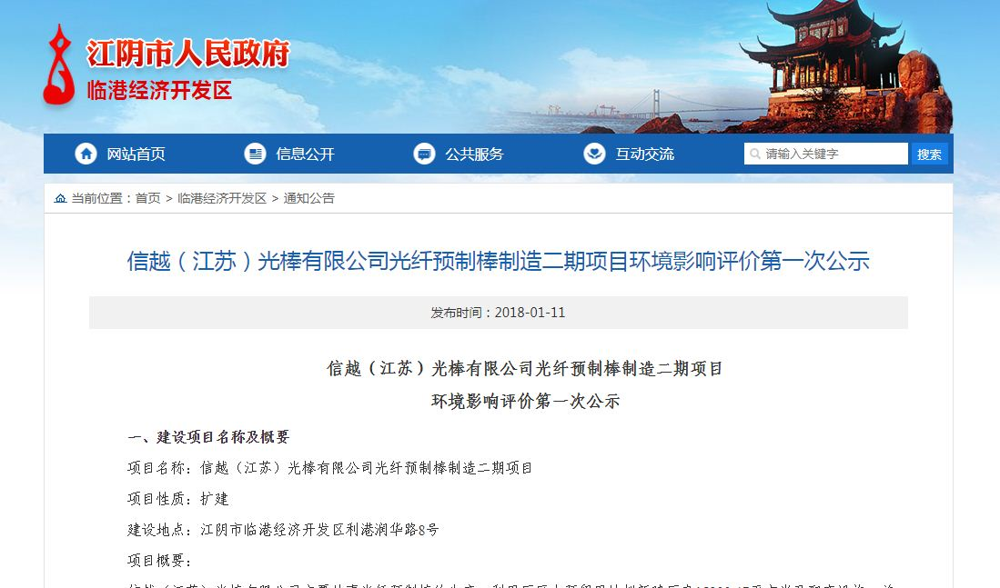 江阴市人民政府
临港经济开发区
网站首页 信息公开 公共服务 互动交流 请输入关键字 搜索
当前位置：首页 > 临港经济开发区 > 通知公告
信越（江苏）光棒有限公司光纤预制棒制造二期项目环境影响评价第一次公示
发布时间：2018-01-11
信越（江苏）光棒有限公司光纤预制棒制造二期项目
环境影响评价第一次公示
一、建设项目名称及概要
项目名称：信越（江苏）光棒有限公司光纤预制棒制造二期项目
项目性质：扩建
建设地点：江阴市临港经济开发区利港润华路8号
项目概要：